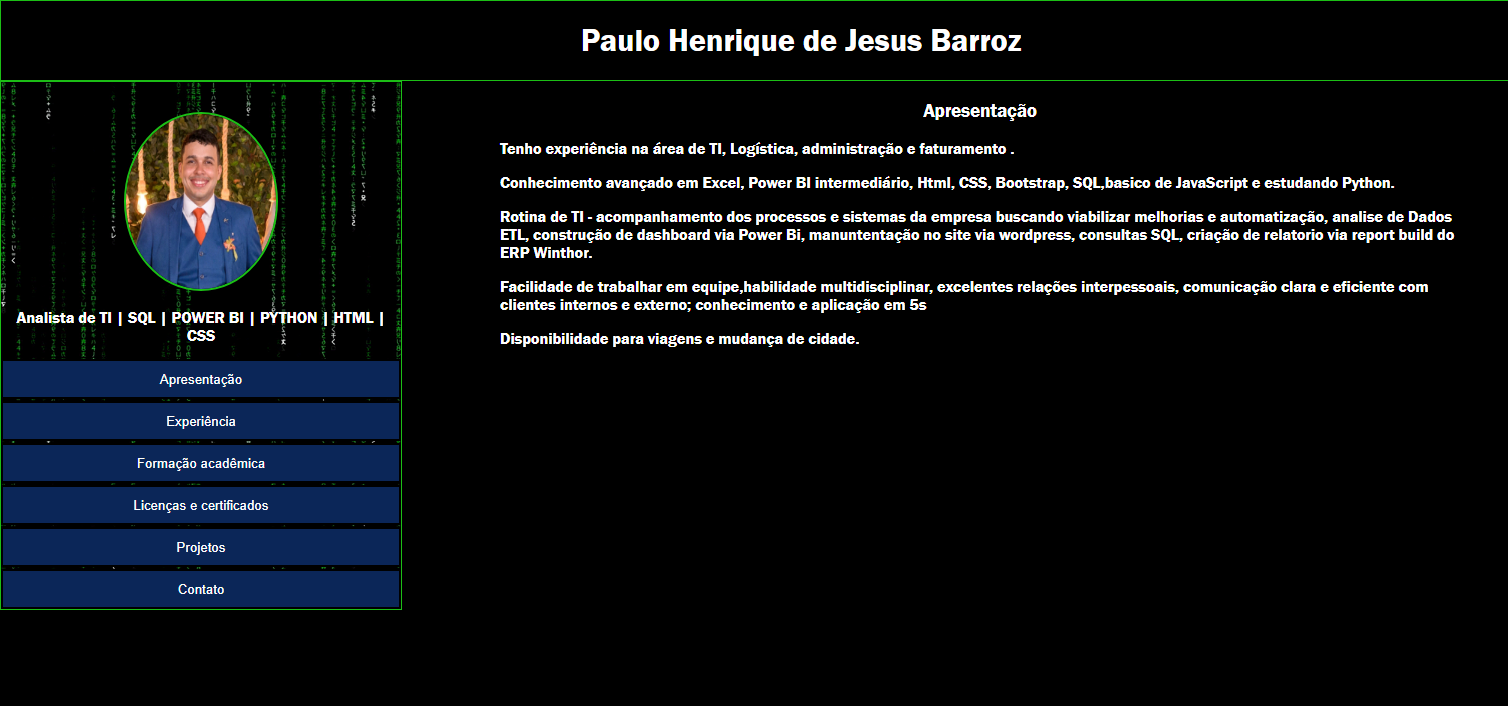 Paulo Henrique de Jesus Barroz
Analista de TI | SQL | POWER BI | PYTHON | HTML |
CSS
Apresentação
Experiência
Formação acadêmica
Licenças e certificados
Projetos
Contato
Apresentação
Tenho experiência na área de TI, Logística, administração e faturamento .
Conhecimento avançado em Excel, Power BI intermediário, Html, CSS, Bootstrap, SQL,basico de JavaScript e estudando Python.
Rotina de TI - acompanhamento dos processos e sistemas da empresa buscando viabilizar melhorias e automatização, analise de Dados
ETL, construção de dashboard via Power Bi, manuntentação no site via wordpress, consultas SQL, criação de relatorio via report build do
ERP Winthor.
Facilidade de trabalhar em equipe,habilidade multidisciplinar, excelentes relações interpessoais, comunicação clara e eficiente com
clientes internos e externo; conhecimento e aplicação em 5s
Disponibilidade para viagens e mudança de cidade.